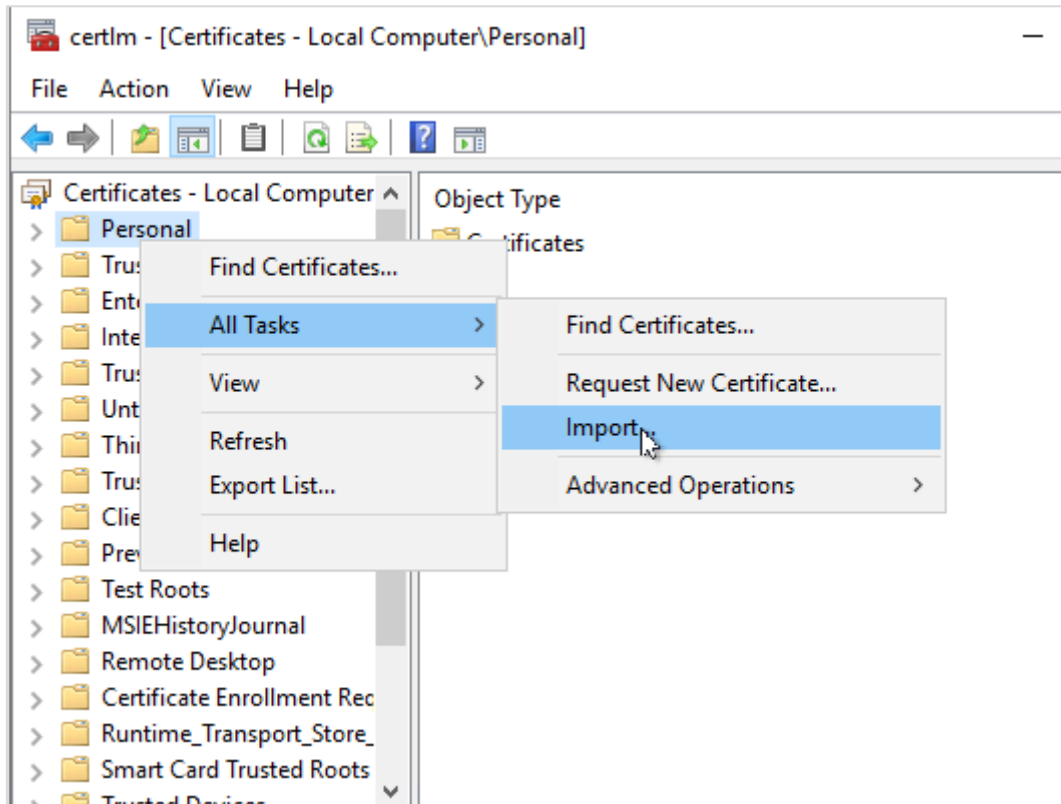 certlm - [Certificates - Local Computer\Personal]
File Action View Help
Certificates - Local Computer
Personal
Find Certificates...
All Tasks
View
Refresh
Export List...
Help
Test Roots
MSIEHistoryJournal
Remote Desktop
Certificate Enrollment Req
Runtime_Transport_Store_
Smart Card Trusted Roots
Object Type
Find Certificates...
Request New Certificate...
Import...
Advanced Operations